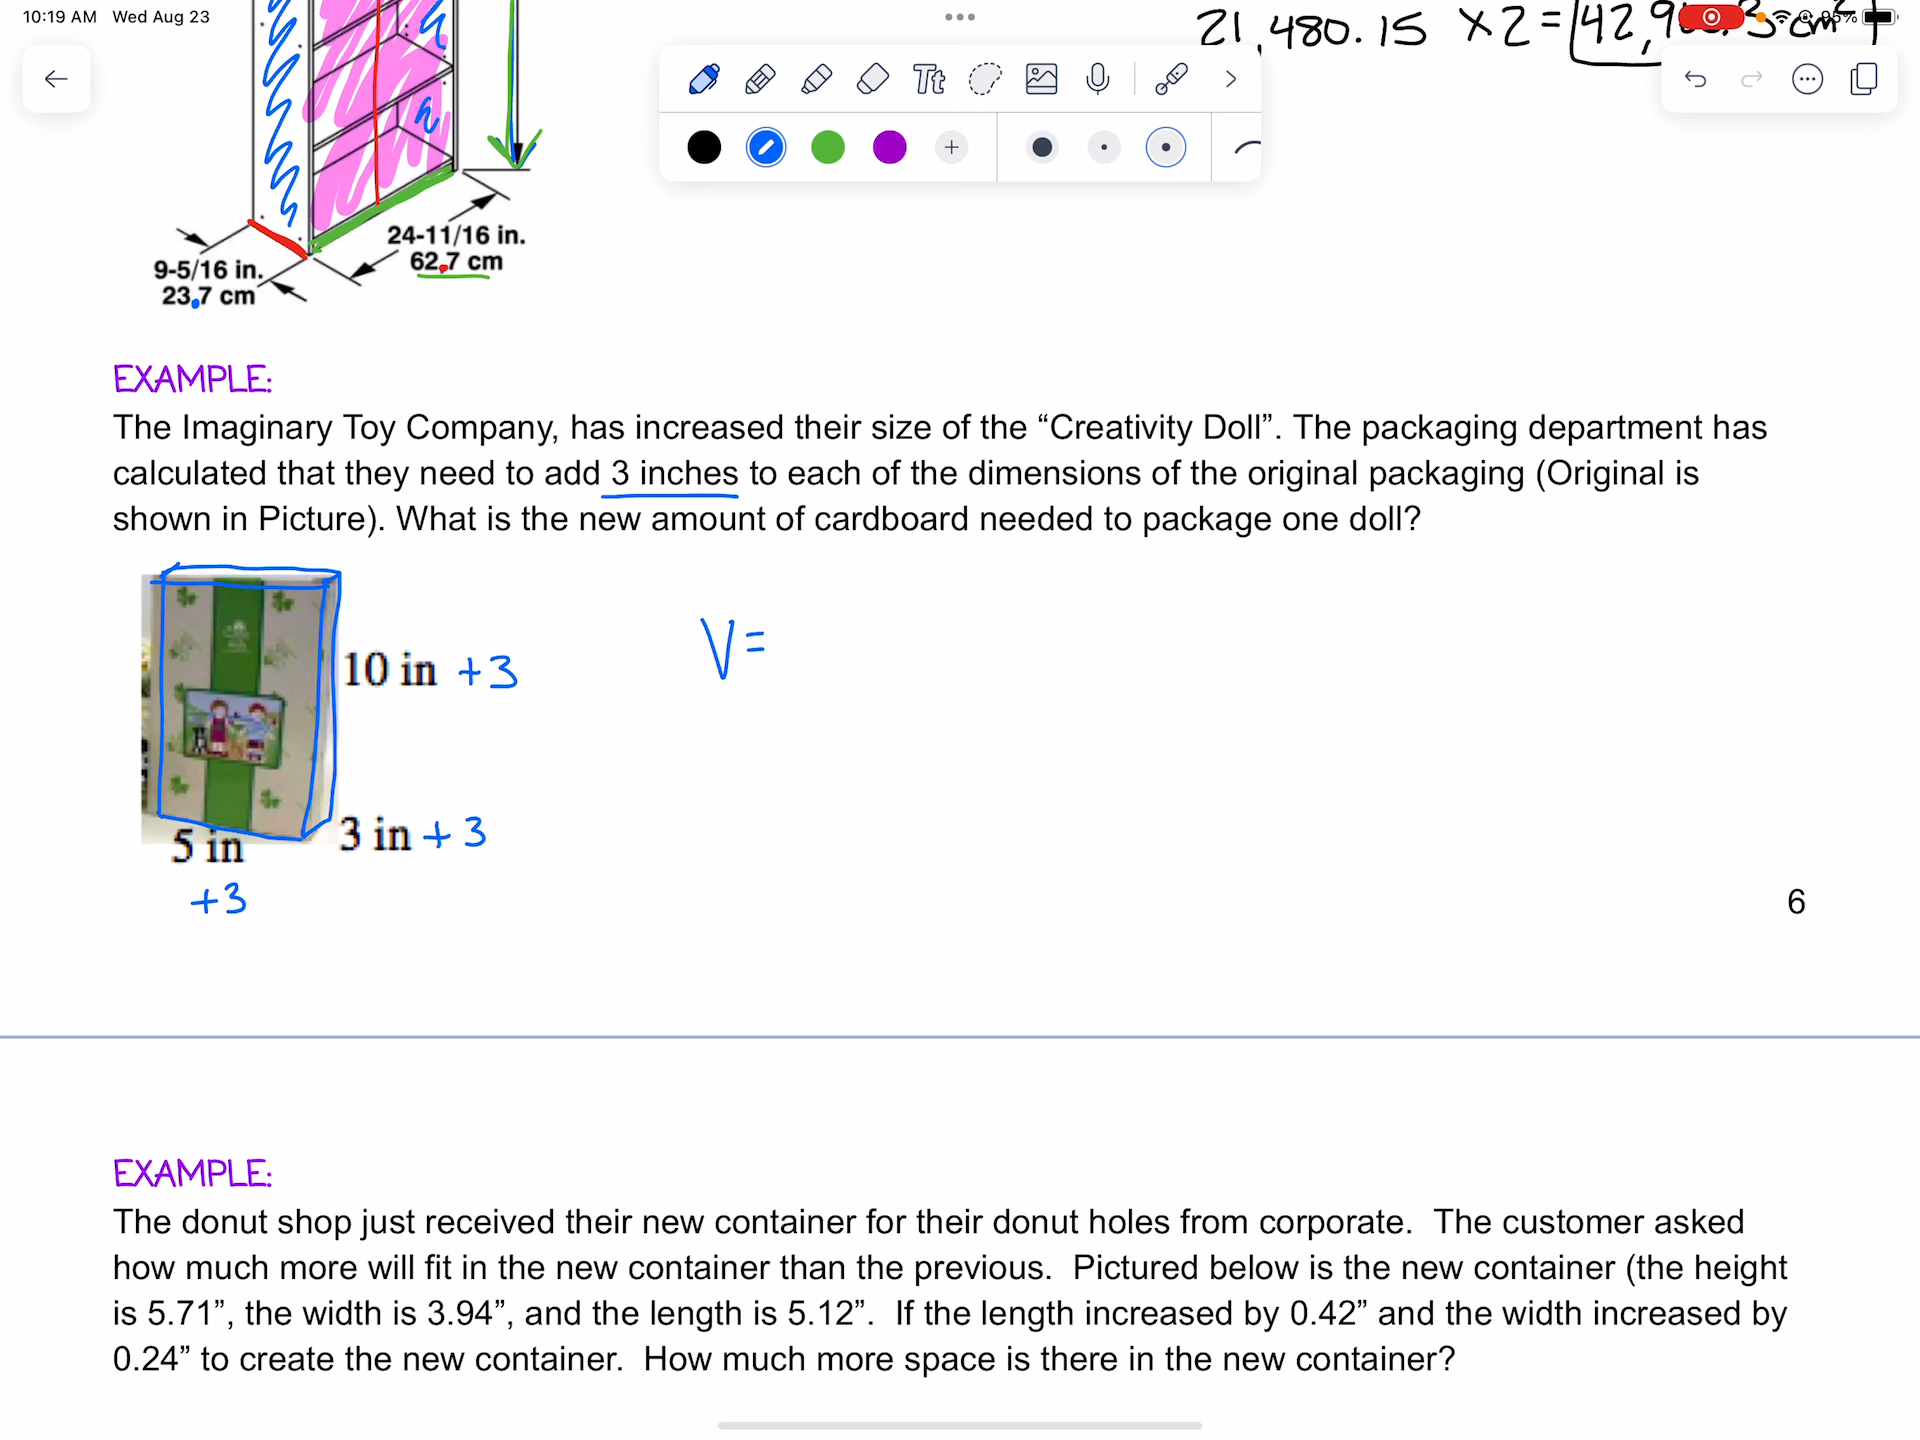 10:19 AM Wed Aug 23
21,480.15 x2=
Tt
24-11/16 in.
62.7 cm
9-5/16 in.
23.7 cm
EXAMPLE:
The Imaginary Toy Company, has increased their size of the “Creativity Doll”. The packaging department has
calculated that they need to add 3 inches to each of the dimensions of the original packaging (Original is
shown in Picture). What is the new amount of cardboard needed to package one doll?
10 in +3
V=
3 in +3
5 in
+3
6
EXAMPLE:
The donut shop just received their new container for their donut holes from corporate. The customer asked
how much more will fit in the new container than the previous. Pictured below is the new container (the height
is 5.71”, the width is 3.94”, and the length is 5.12”. If the length increased by 0.42” and the width increased by
0.24” to create the new container. How much more space is there in the new container?